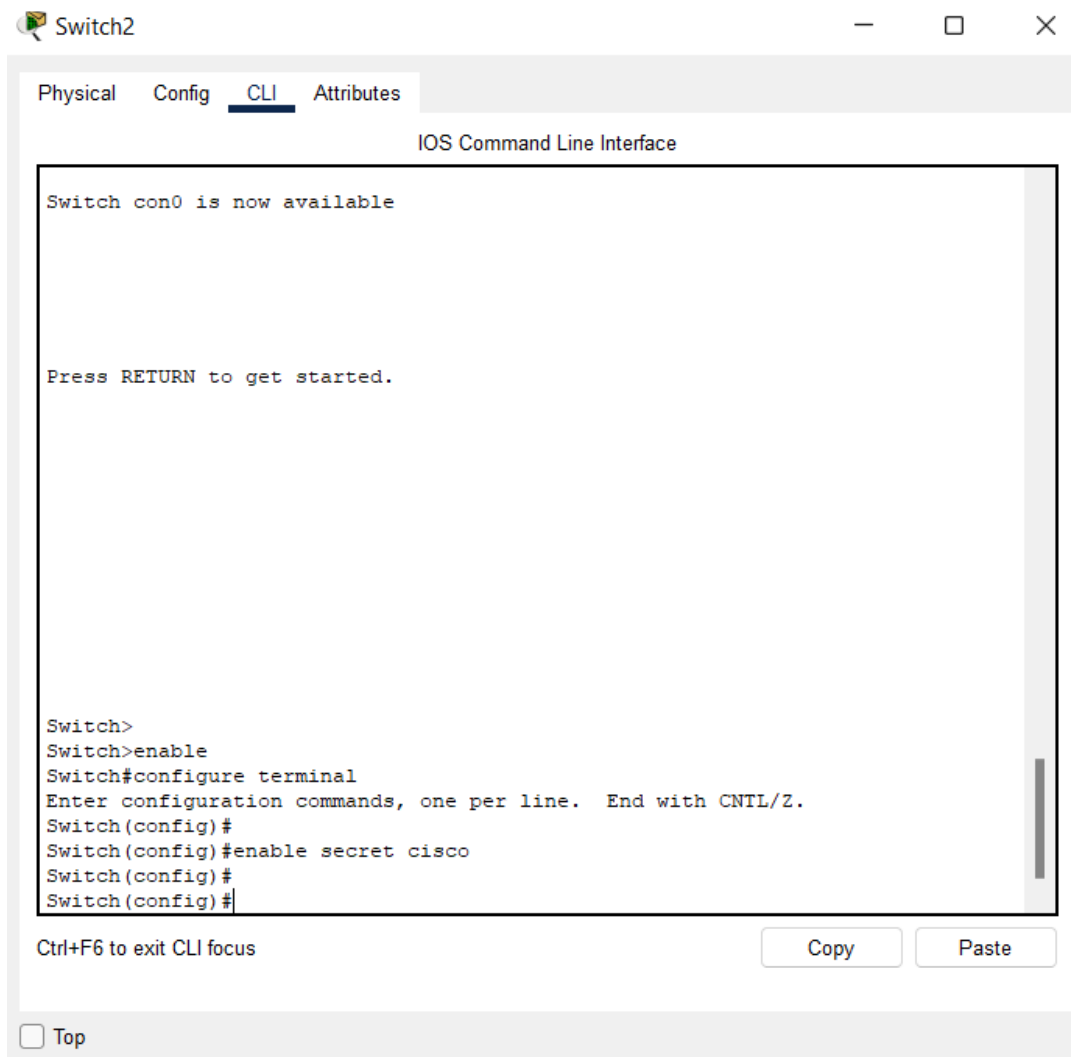 Switch2
Physical Config CLI Attributes
IOS Command Line Interface
Switch con0 is now available
Press RETURN to get started.
Switch>
Switch>enable
Switch#configure terminal
Enter configuration commands, one per line.  End with CNTL/Z.
Switch(config)#
Switch(config)#enable secret cisco
Switch(config)#
Switch(config)#
Ctrl+F6 to exit CLI focus
Copy Paste
Top